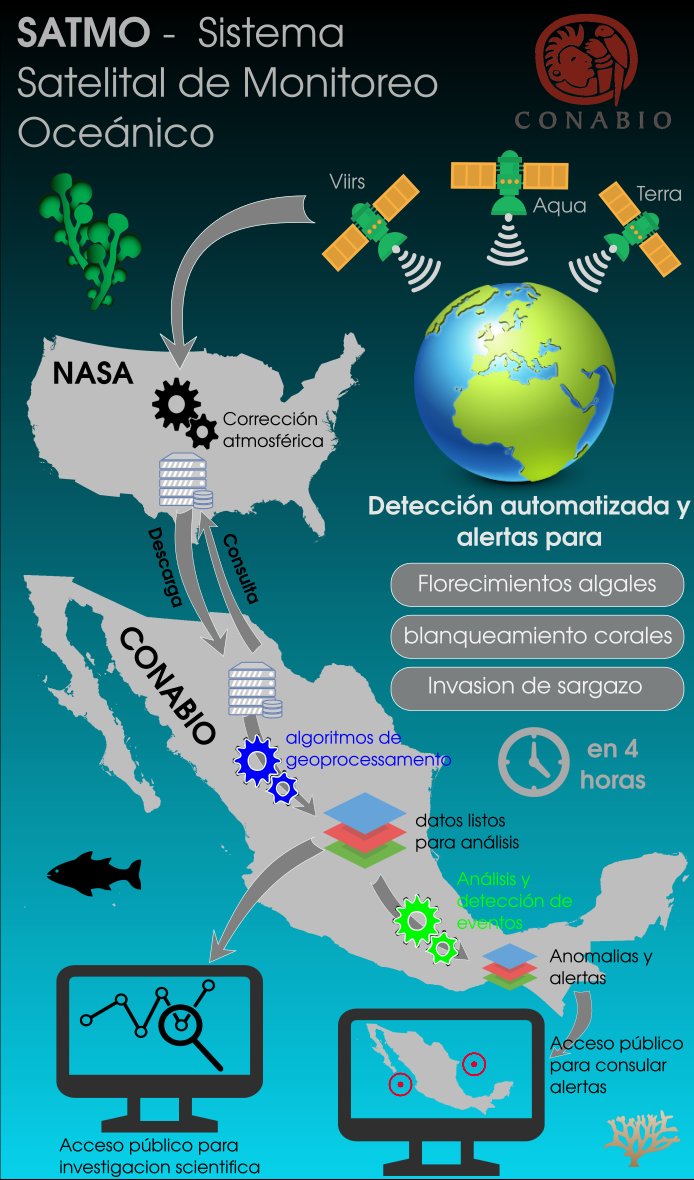 SATMO - Sistema
Satelital de Monitoreo
Oceánico
CONABIO
Viirs
Aqua
Terra
NASA
Corrección
atmosférica
Detección automatizada y
alertas para
Descarga
Consulta
Florecimientos algales
blanqueamiento corales
Invasion de sargazo
CONABIO
algoritmos de
geoprocessamento
en 4
horas
datos listos
para análisis
Análisis y
detección de
eventos
Anomalias y
alertas
Acceso público
para consular
alertas
Acceso público para
investigacion scientifica